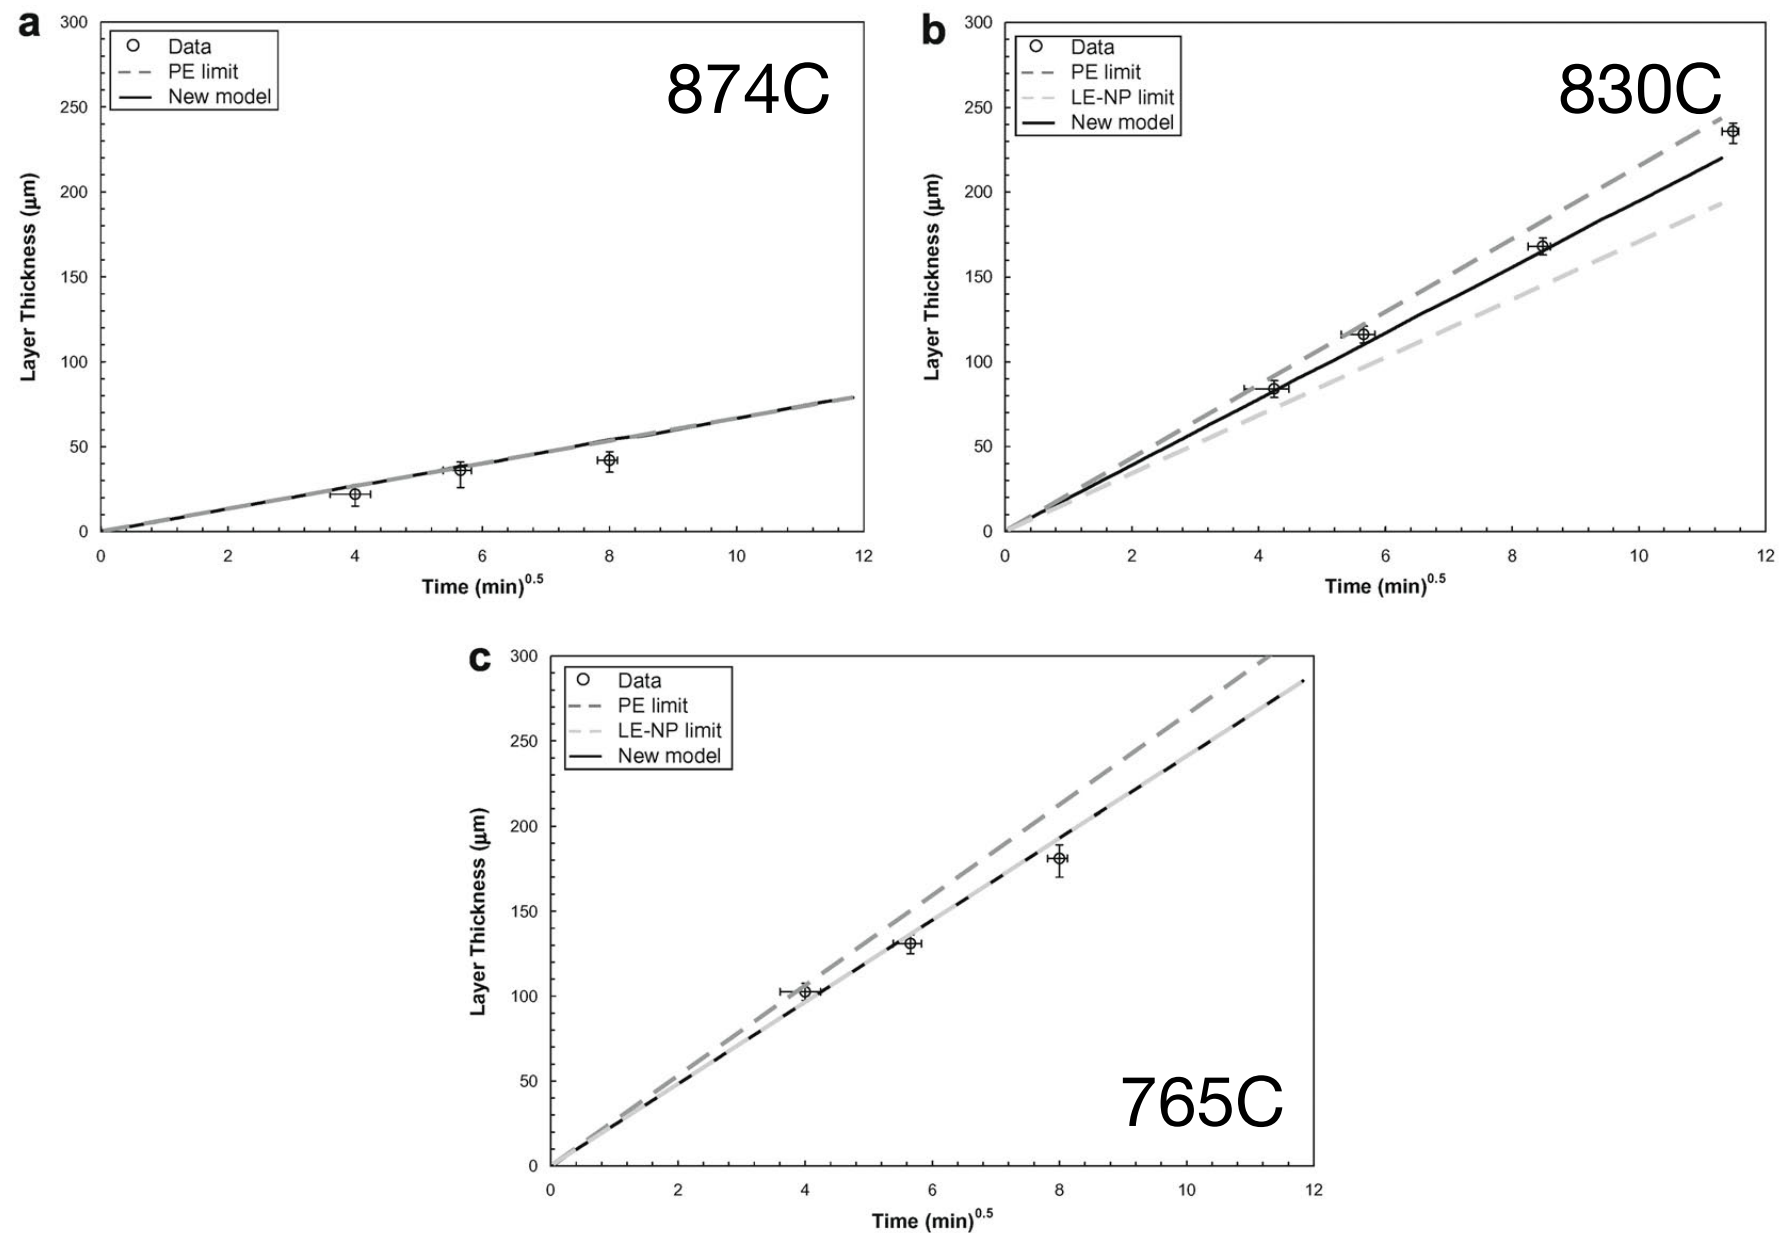 a
300
250
200
150
100
50
0
Layer Thickness (μm)
Data
PE limit
New model
874C
0 2 4 6 8 10 12
Time (min)0.5
b
300
250
200
150
100
50
0
Layer Thickness (μm)
Data
PE limit
LE-NP limit
New model
830C
0 2 4 6 8 10 12
Time (min)0.5
c
300
250
200
150
100
50
0
Layer Thickness (μm)
Data
PE limit
LE-NP limit
New model
765C
0 2 4 6 8 10 12
Time (min)0.5